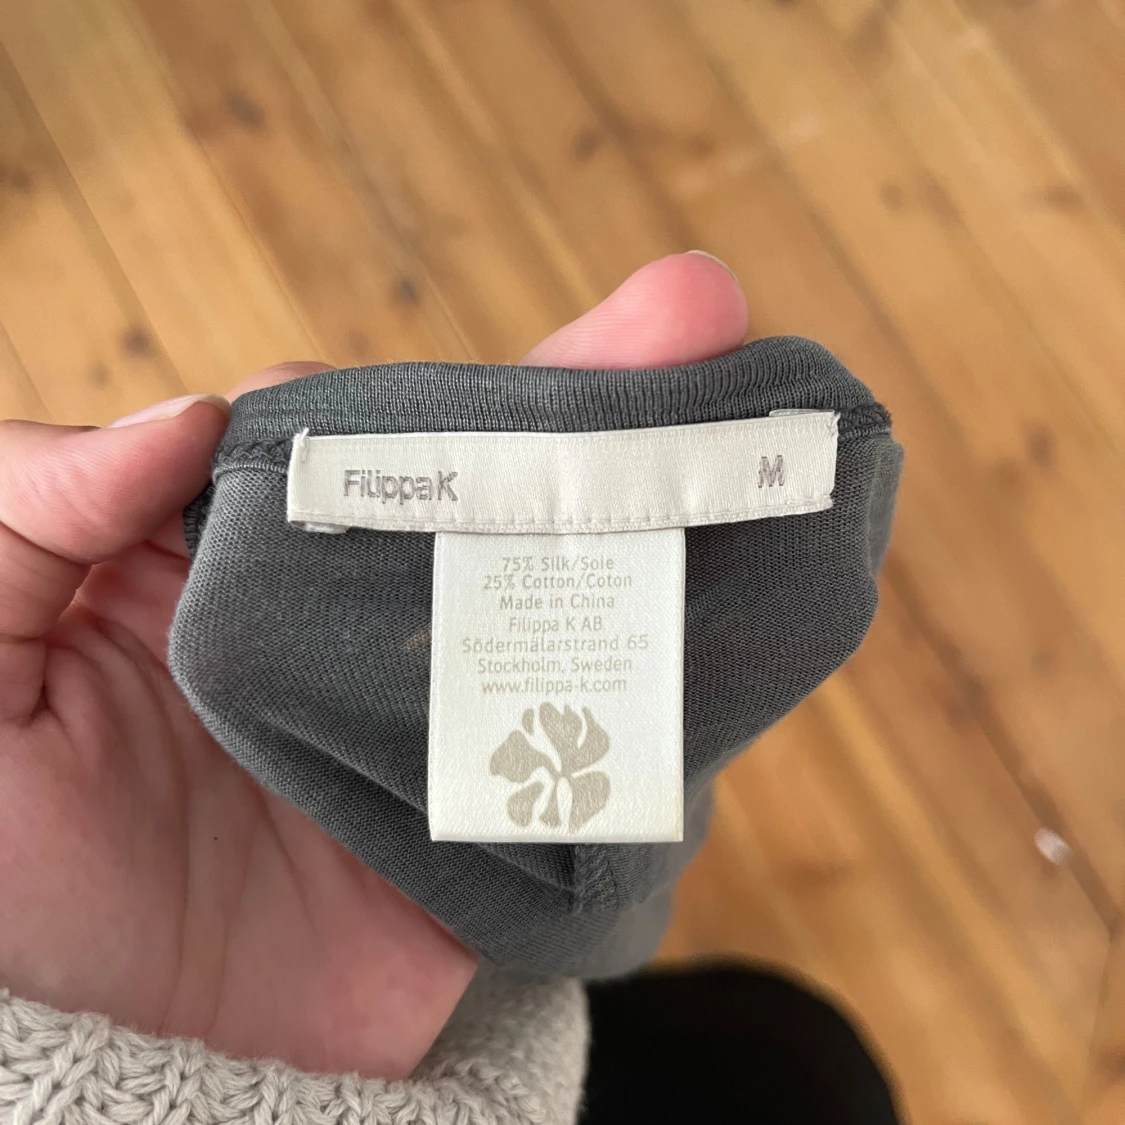 Filippa K
M
75% Silk/Soie
25% Cotton/Coton
Made in China
Filippa K AB
Södermälarstrand 65
Stockholm, Sweden
www.filippa-k.com